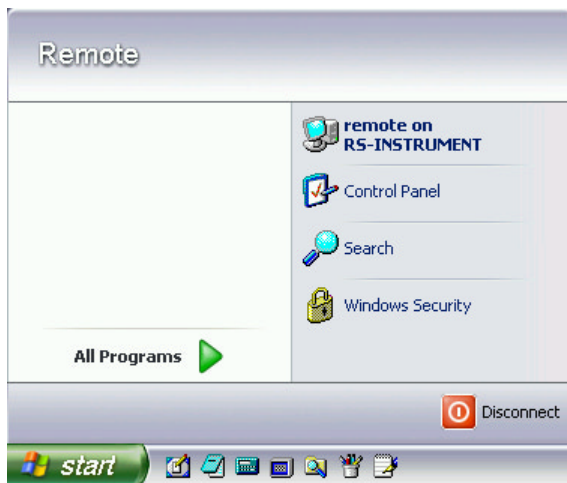 Remote
remote on
RS-INSTRUMENT
Control Panel
Search
Windows Security
All Programs
Disconnect
start